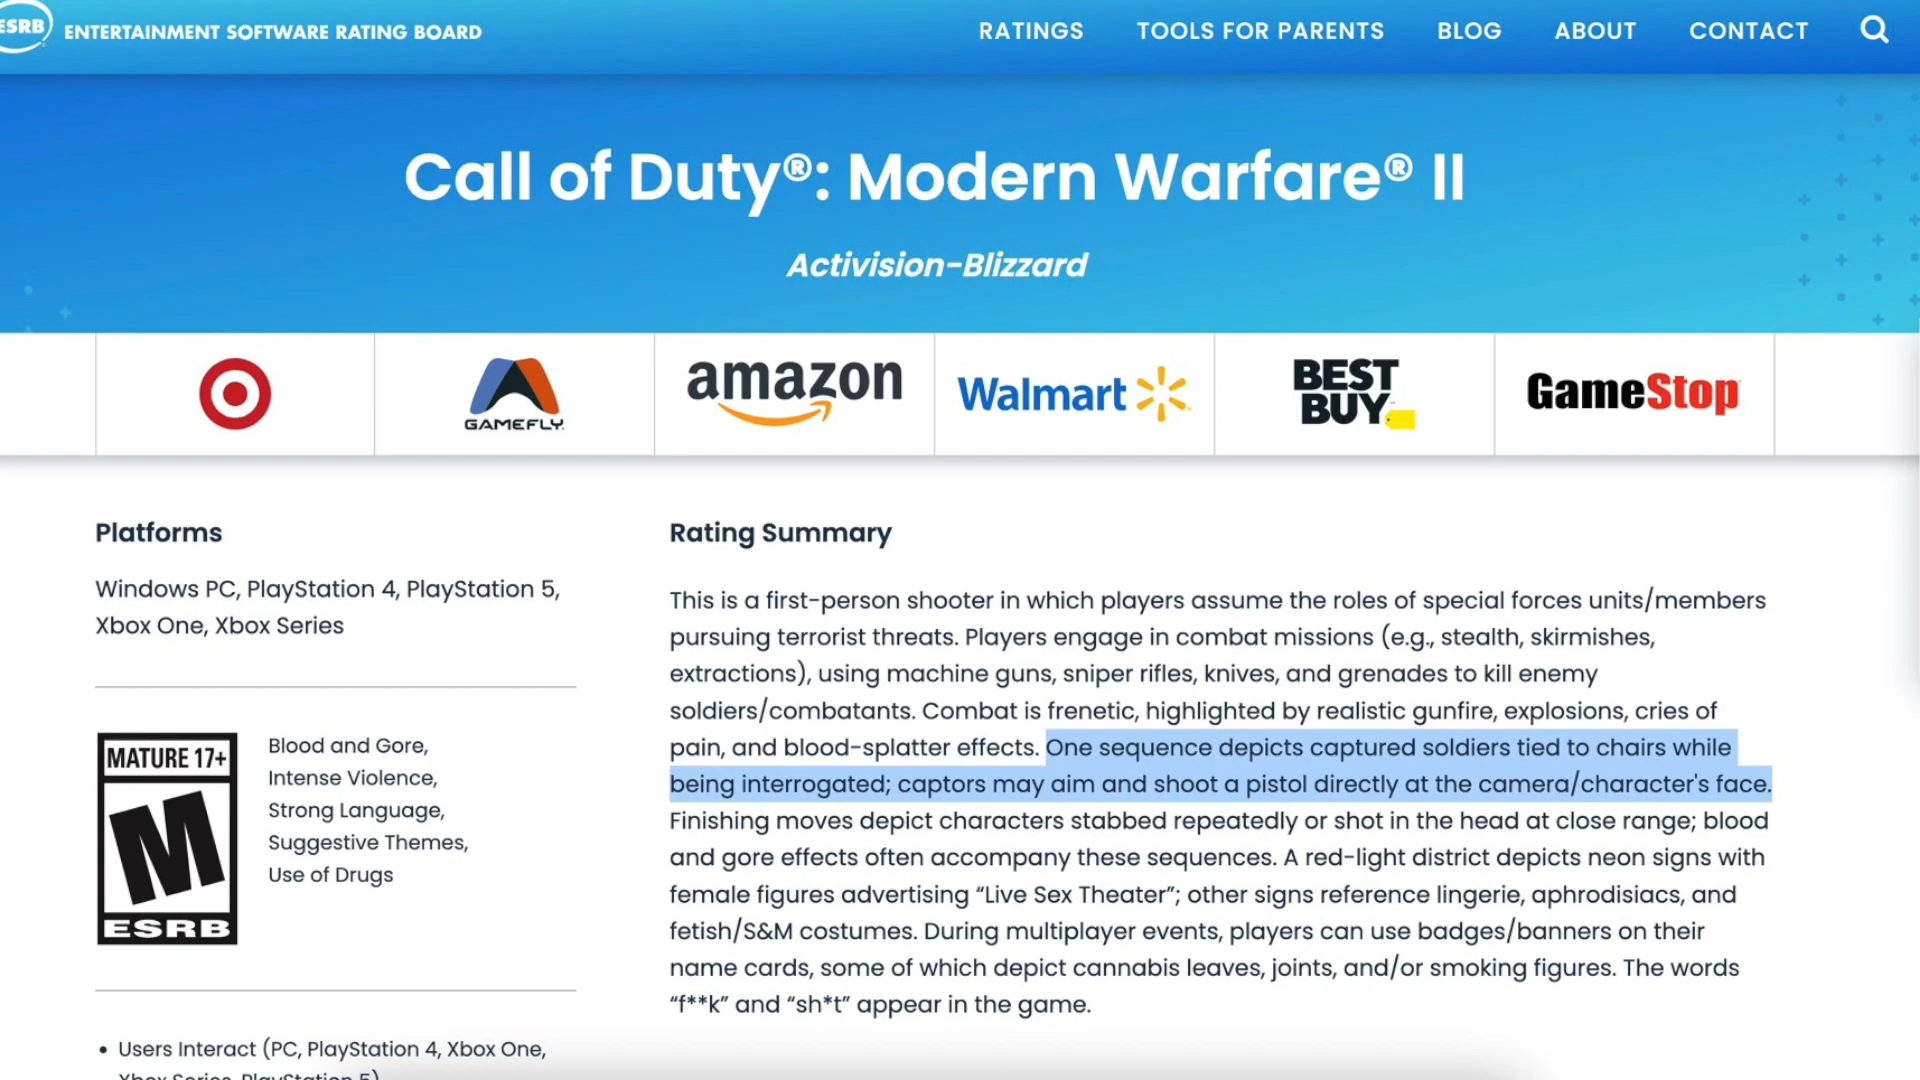 ESRB ENTERTAINMENT SOFTWARE RATING BOARD
RATINGS TOOLS FOR PARENTS BLOG ABOUT CONTACT
Call of Duty®: Modern Warfare® II
Activision-Blizzard
GAMEFLY
amazon
Walmart
BEST BUY
GameStop
Platforms
Windows PC, PlayStation 4, PlayStation 5,
Xbox One, Xbox Series
MATURE 17+
M
ESRB
Blood and Gore,
Intense Violence,
Strong Language,
Suggestive Themes,
Use of Drugs
• Users Interact (PC, PlayStation 4, Xbox One,
Xbox Series, PlayStation 5)
Rating Summary
This is a first-person shooter in which players assume the roles of special forces units/members
pursuing terrorist threats. Players engage in combat missions (e.g., stealth, skirmishes,
extractions), using machine guns, sniper rifles, knives, and grenades to kill enemy
soldiers/combatants. Combat is frenetic, highlighted by realistic gunfire, explosions, cries of
pain, and blood-splatter effects. One sequence depicts captured soldiers tied to chairs while
being interrogated; captors may aim and shoot a pistol directly at the camera/character's face.
Finishing moves depict characters stabbed repeatedly or shot in the head at close range; blood
and gore effects often accompany these sequences. A red-light district depicts neon signs with
female figures advertising “Live Sex Theater”; other signs reference lingerie, aphrodisiacs, and
fetish/S&M costumes. During multiplayer events, players can use badges/banners on their
name cards, some of which depict cannabis leaves, joints, and/or smoking figures. The words
“f**k” and “sh*t” appear in the game.